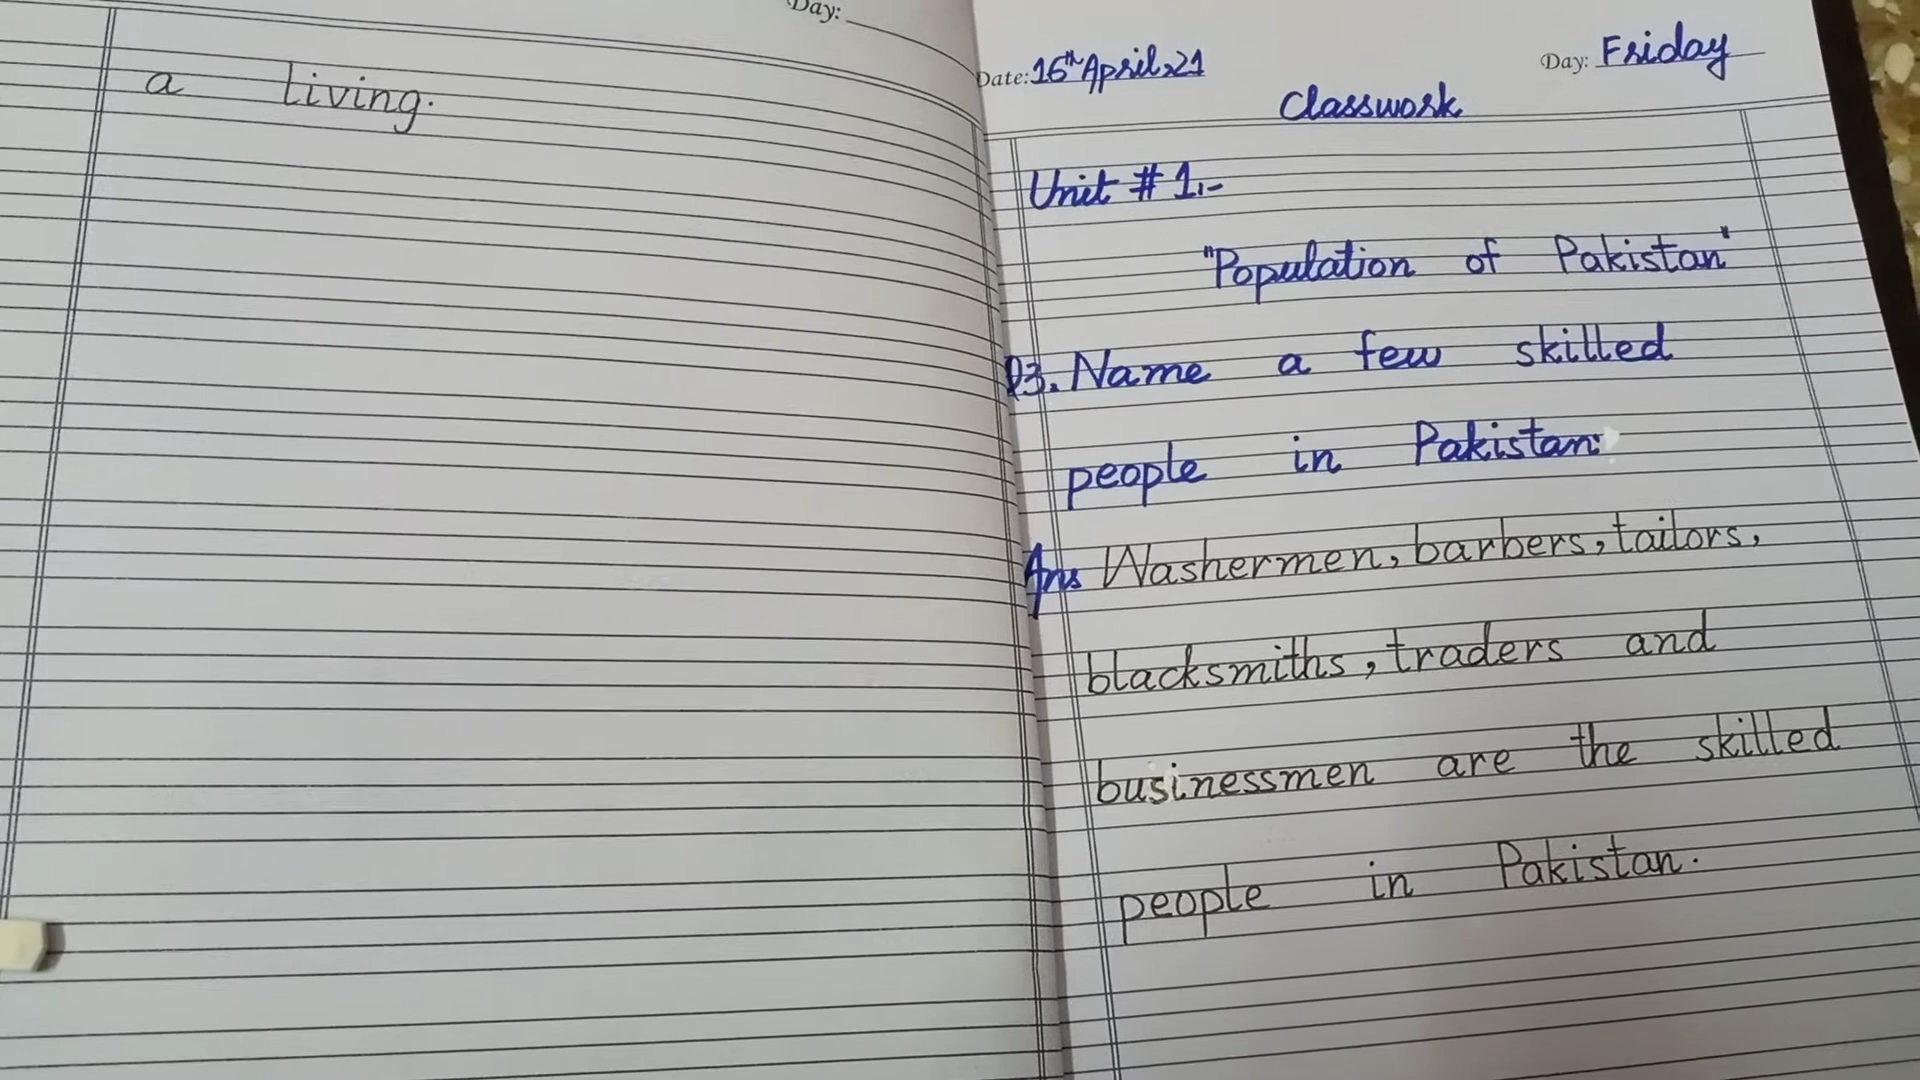 Day:
a living.
Date: 16th April, 21 Day: Friday
Classwork
Unit # 1:-
"Population of Pakistan"
Q3. Name a few skilled
people in Pakistan.
Ans Washermen, barbers, tailors,
blacksmiths, traders and
businessmen are the skilled
people in Pakistan.